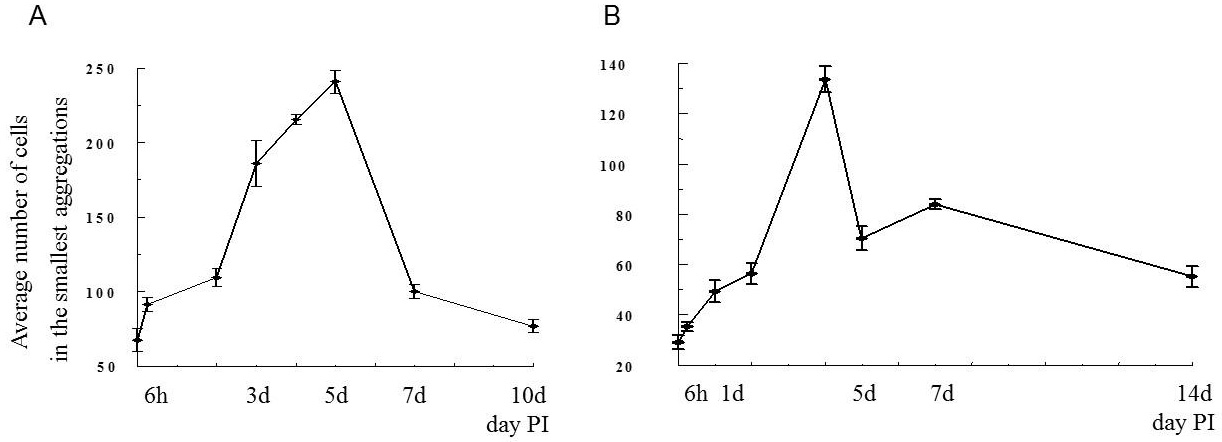 A
B
Average number of cells
in the smallest aggregations
250
200
150
100
50
6h 3d 5d 7d 10d
day PI
140
120
100
80
60
40
20
6h 1d 5d 7d 14d
day PI